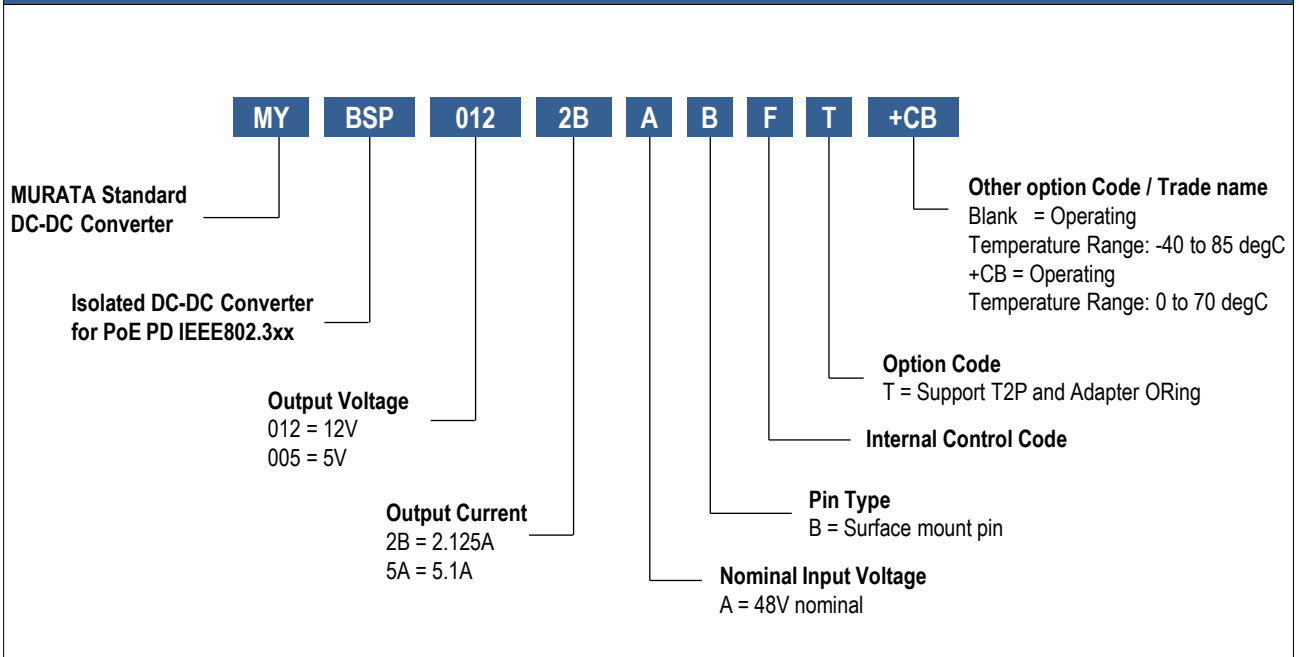 MY BSP 012 2B A B F T +CB
MURATA Standard
DC-DC Converter
Isolated DC-DC Converter
for PoE PD IEEE802.3xx
Output Voltage
012 = 12V
005 = 5V
Output Current
2B = 2.125A
5A = 5.1A
Nominal Input Voltage
A = 48V nominal
Pin Type
B = Surface mount pin
Internal Control Code
Option Code
T = Support T2P and Adapter ORing
Other option Code / Trade name
Blank = Operating
Temperature Range: -40 to 85 degC
+CB = Operating
Temperature Range: 0 to 70 degC